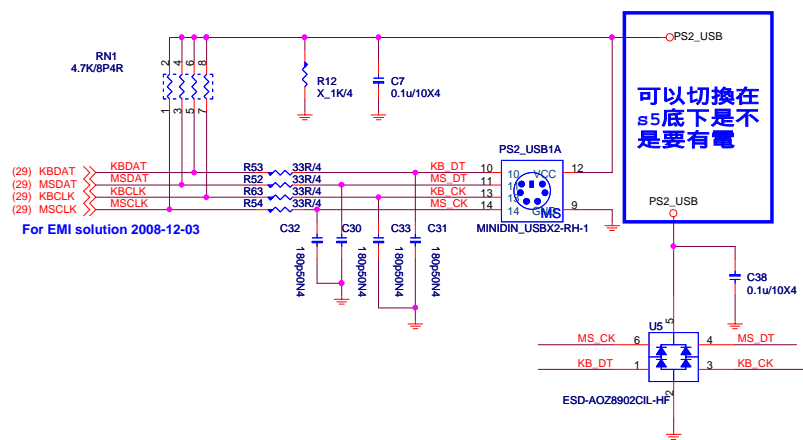 PS2_USB
RN1
4.7K/8P4R
2 4 6 8
1 3 5 7
R12
X_1K/4
C7
0.1u/10X4
可以切換在
s5底下是不
是要有電
PS2_USB1A
(29) KBDAT KBDAT R53 33R/4 KB_DT 10 10 VCC 12
(29) MSDAT MSDAT R52 33R/4 MS_DT 11
(29) KBCLK KBCLK R63 33R/4 KB_CK 13
(29) MSCLK MSCLK R54 33R/4 MS_CK 14 14 GND MS 9
For EMI solution 2008-12-03
MINIDIN_USBX2-RH-1
PS2_USB
C32 C30 C33 C31
180p50N4 180p50N4 180p50N4 180p50N4
C38
0.1u/10X4
U5
5
MS_CK 6 4 MS_DT
KB_DT 1 3 KB_CK
2
ESD-AOZ8902CIL-HF